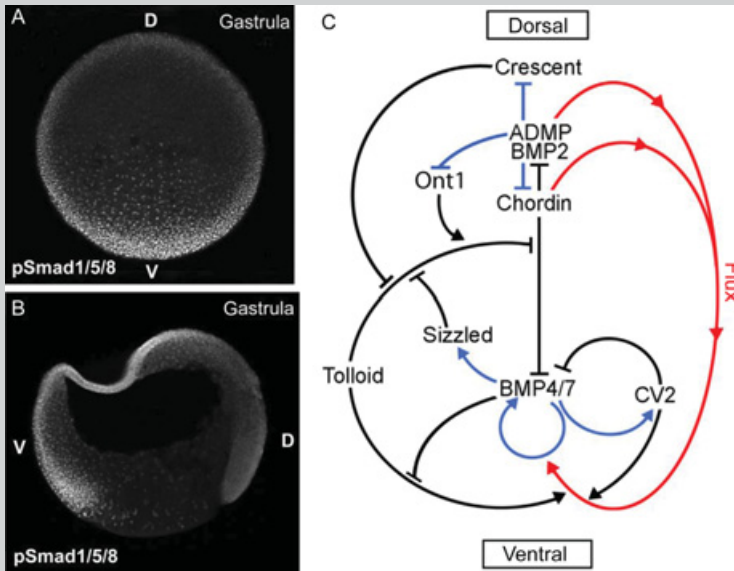 A
D
Gastrula
pSmad1/5/8
V
B
Gastrula
V
D
pSmad1/5/8
C
Dorsal
Crescent
ADMP
BMP2
Ont1
Chordin
Flux
Sizzled
Tolloid
BMP4/7
CV2
Ventral